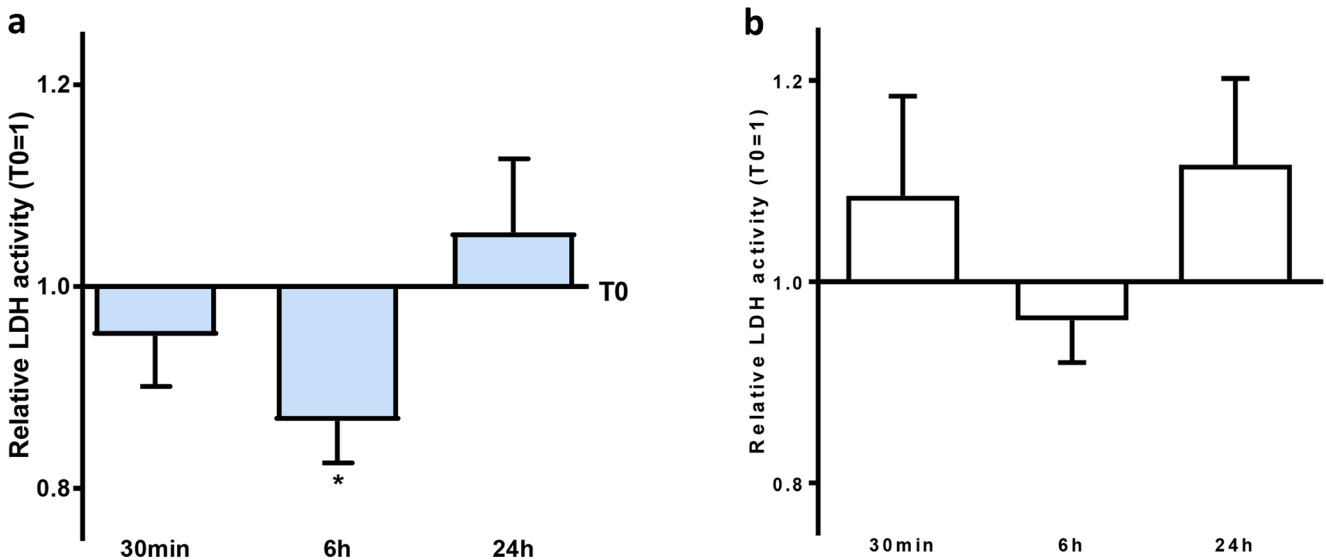 a
Relative LDH activity (T0=1)
1.2
1.0
0.8
T0
*
30min 6h 24h
b
Relative LDH activity (T0=1)
1.2
1.0
0.8
30min 6h 24h